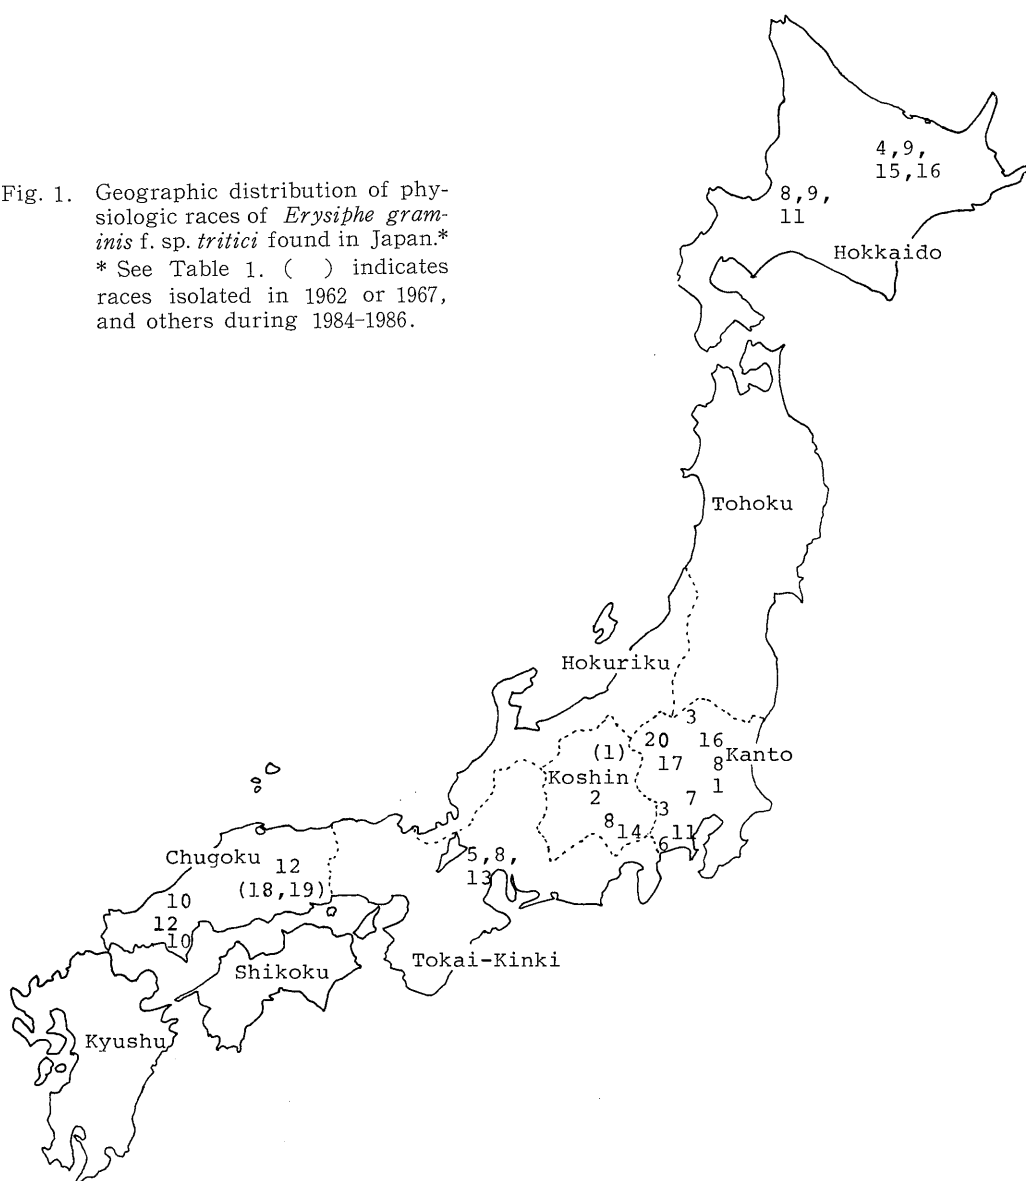 Fig. 1. Geographic distribution of phy-
siologic races of Erysiphe gram-
inis f. sp. tritici found in Japan.*
* See Table 1. ( ) indicates
races isolated in 1962 or 1967,
and others during 1984-1986.
4,9,
15,16
8,9,
11
Hokkaido
Tohoku
Hokuriku
3
20 16
(1) Kanto
17 8
Koshin
1
2 7
3
8
14 11
6
5,8,
13
Chugoku
12
(18,19)
10
12
10
Tokai-Kinki
Shikoku
Kyushu